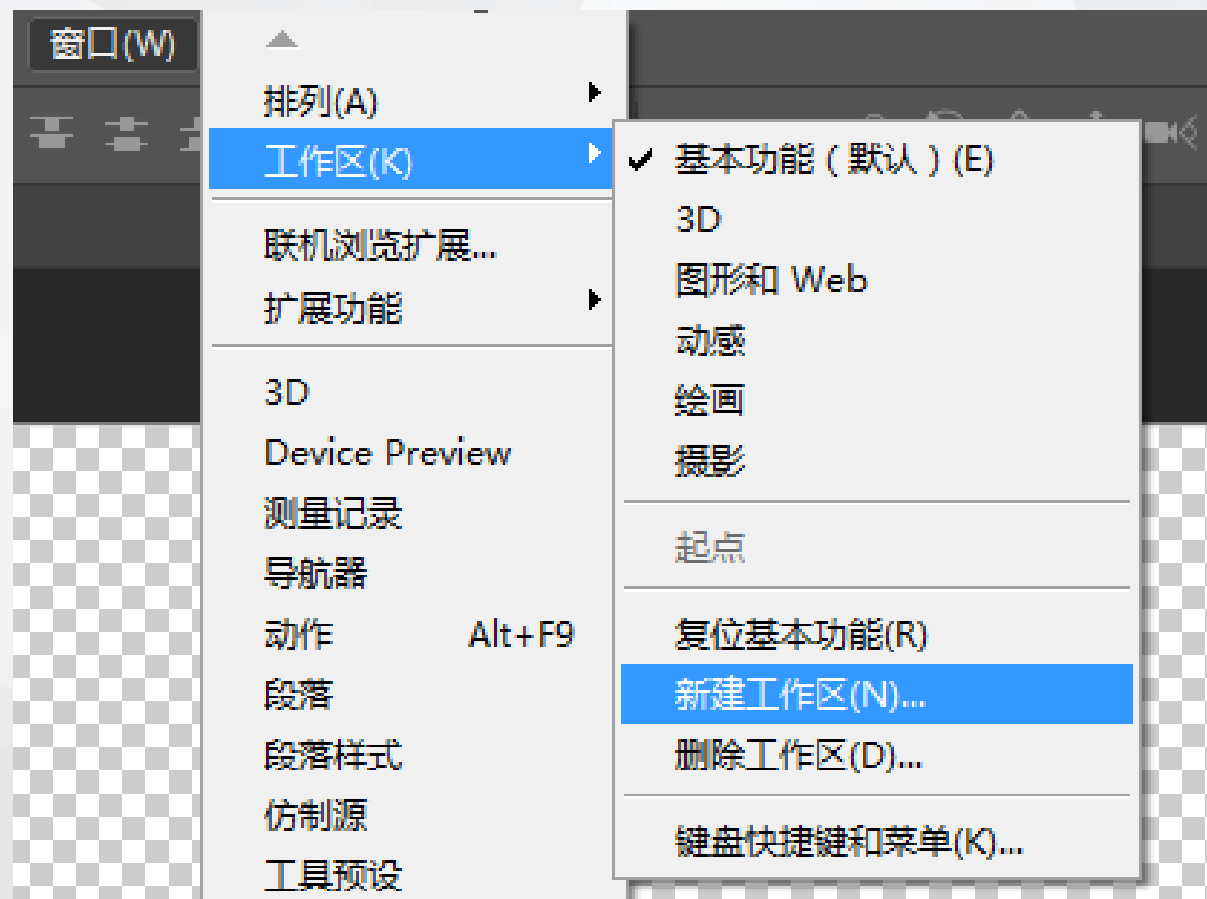 窗口(W)
排列(A)
工作区(K)
联机浏览扩展...
扩展功能
3D
Device Preview
测量记录
导航器
动作 Alt+F9
段落
段落样式
仿制源
工具预设
基本功能（默认）(E)
3D
图形和 Web
动感
绘画
摄影
起点
复位基本功能(R)
新建工作区(N)...
删除工作区(D)...
键盘快捷键和菜单(K)...